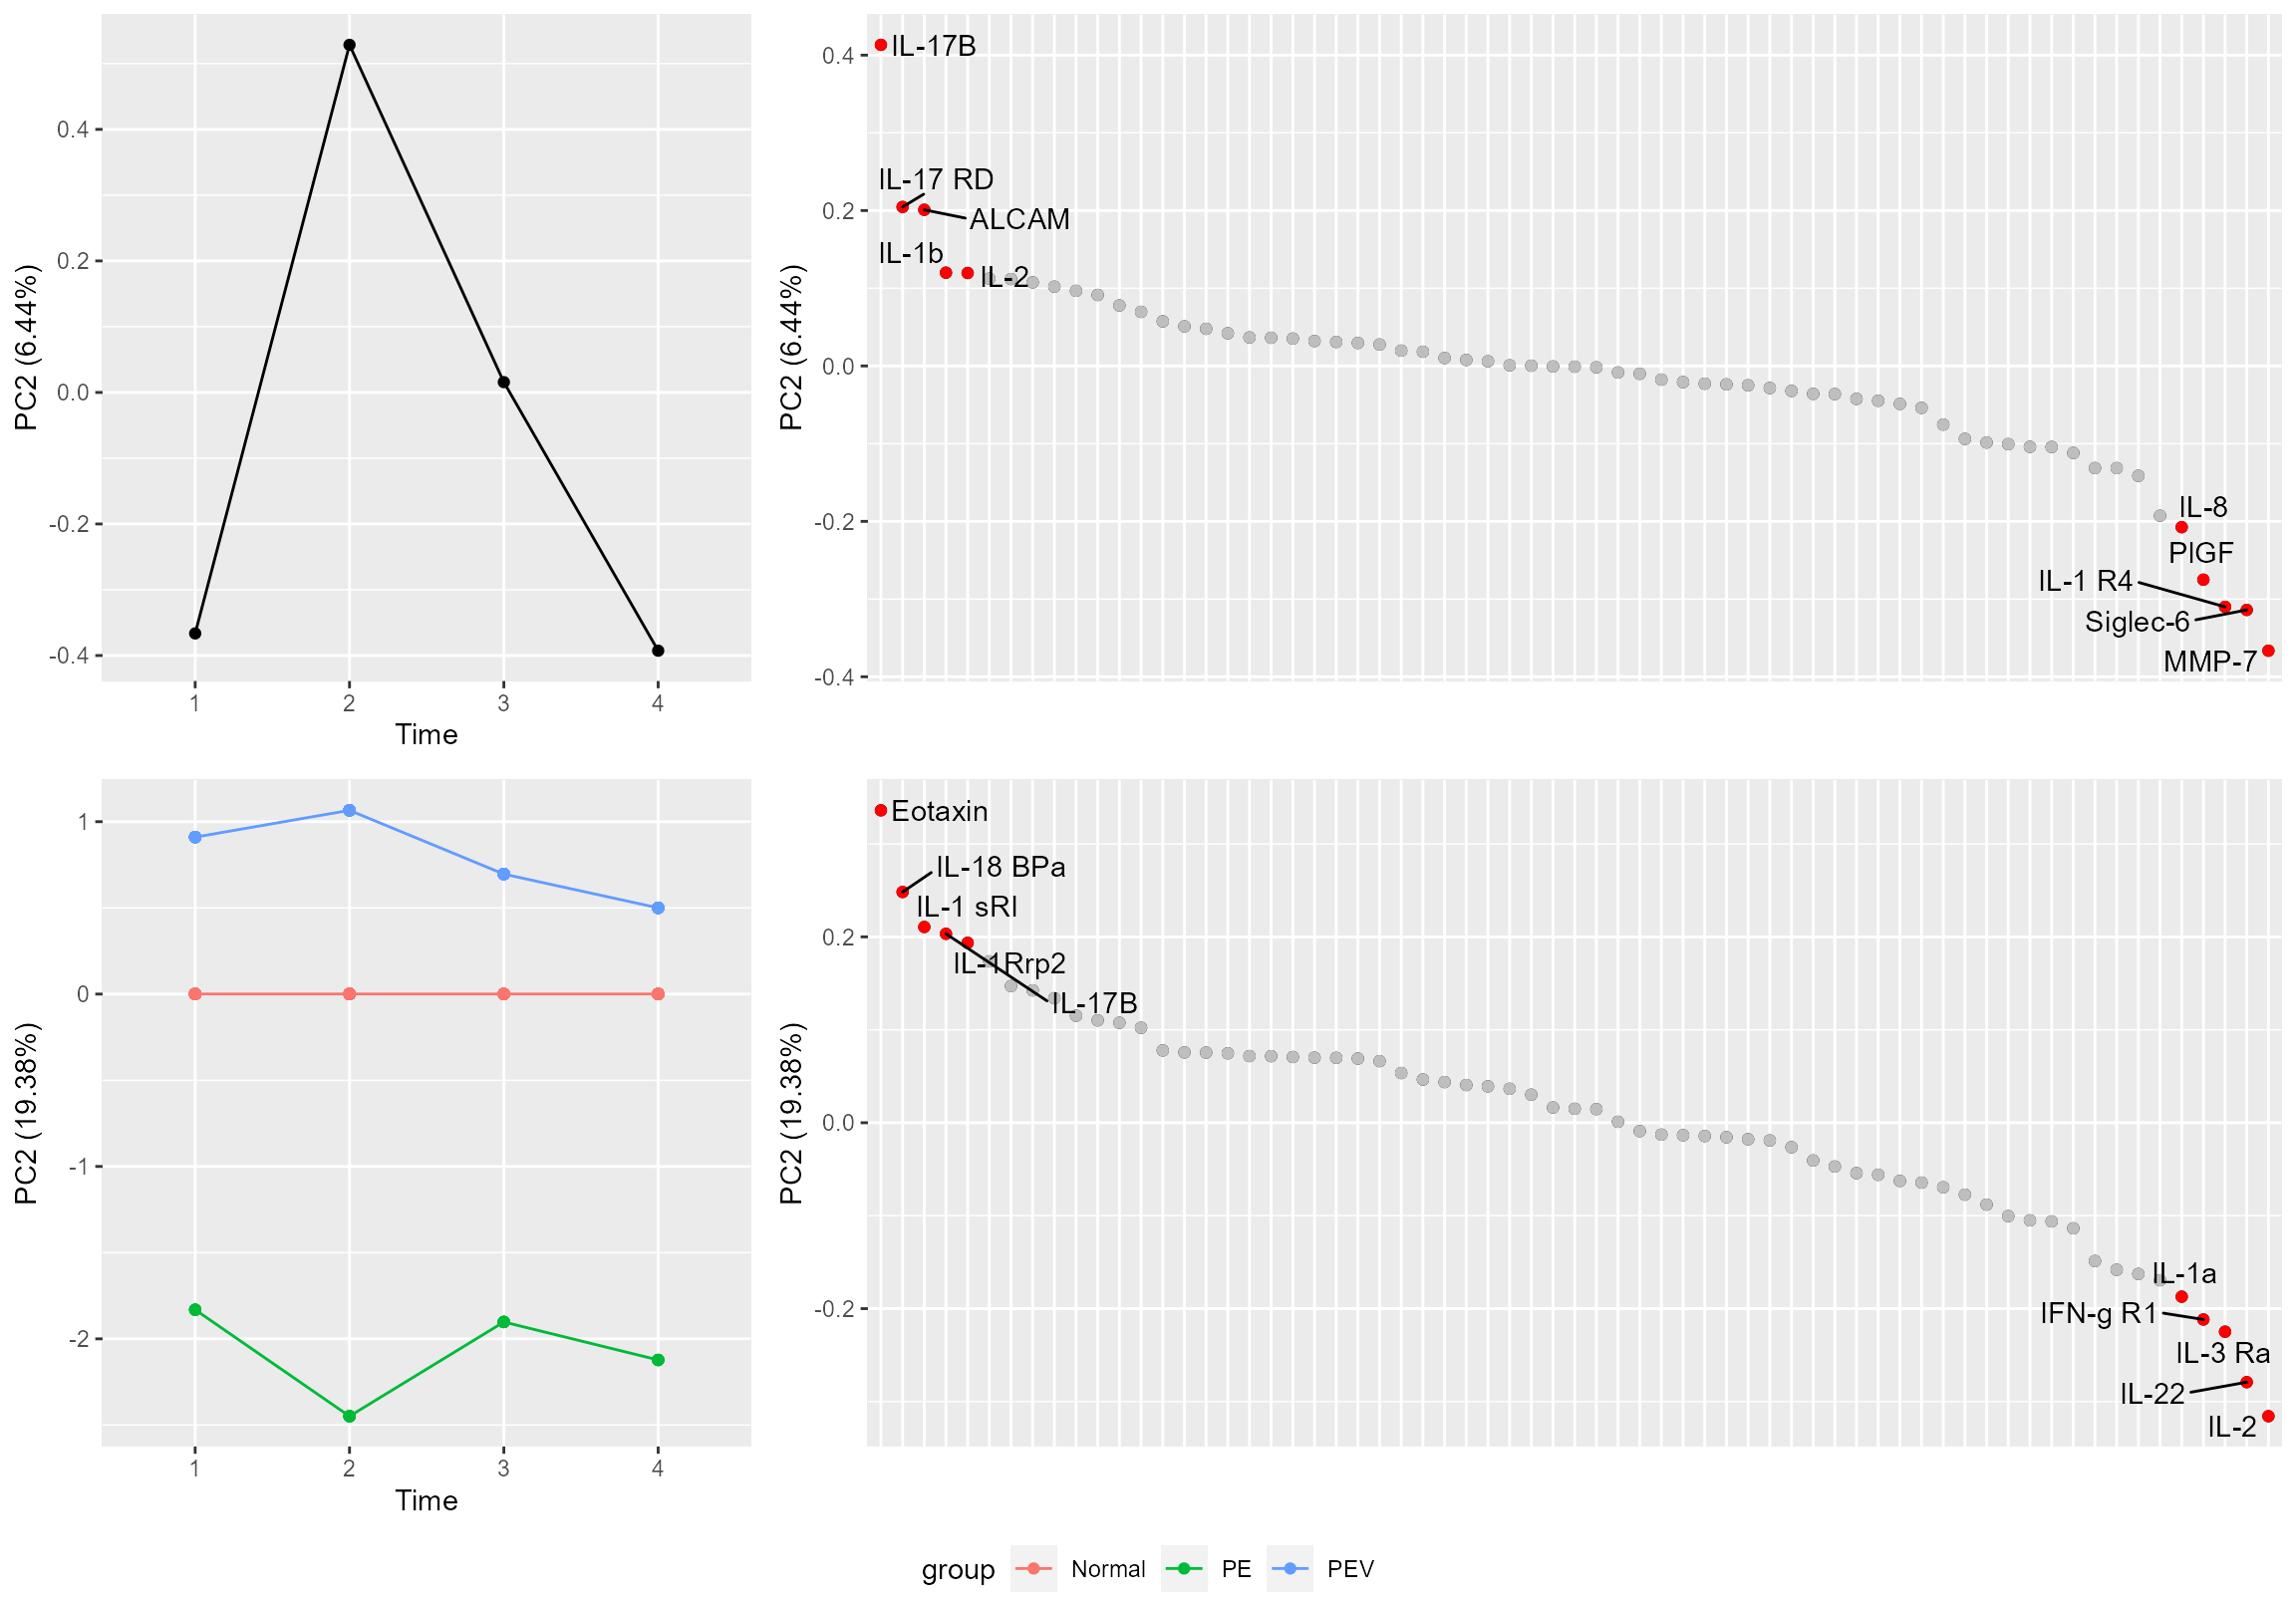 PC2 (6.44%)
0.4
0.2
0.0
-0.2
-0.4
1 2 3 4
Time
PC2 (6.44%)
0.4
0.2
0.0
-0.2
-0.4
IL-17B
IL-17 RD
ALCAM
IL-1b
IL-2
IL-8
PlGF
IL-1 R4
Siglec-6
MMP-7
PC2 (19.38%)
1
0
-1
-2
1 2 3 4
Time
PC2 (19.38%)
0.2
0.0
-0.2
Eotaxin
IL-18 BPa
IL-1 sRI
IL-1Rrp2
IL-17B
IL-1a
IFN-g R1
IL-3 Ra
IL-22
IL-2
group Normal PE PEV